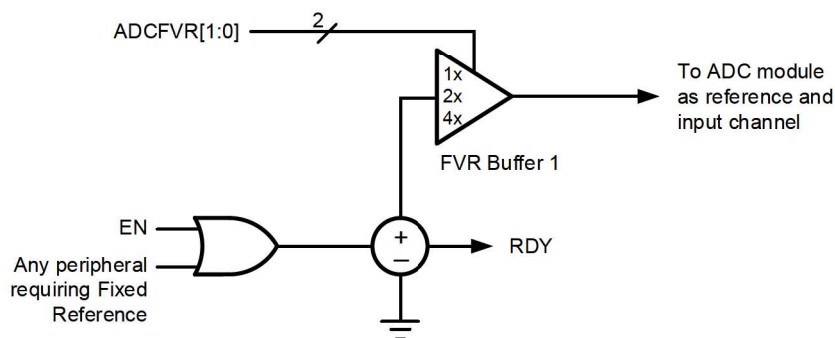 2
ADCFVR[1:0]
1x
2x
4x
To ADC module
as reference and
input channel
FVR Buffer 1
EN
+
–
RDY
Any peripheral
requiring Fixed
Reference